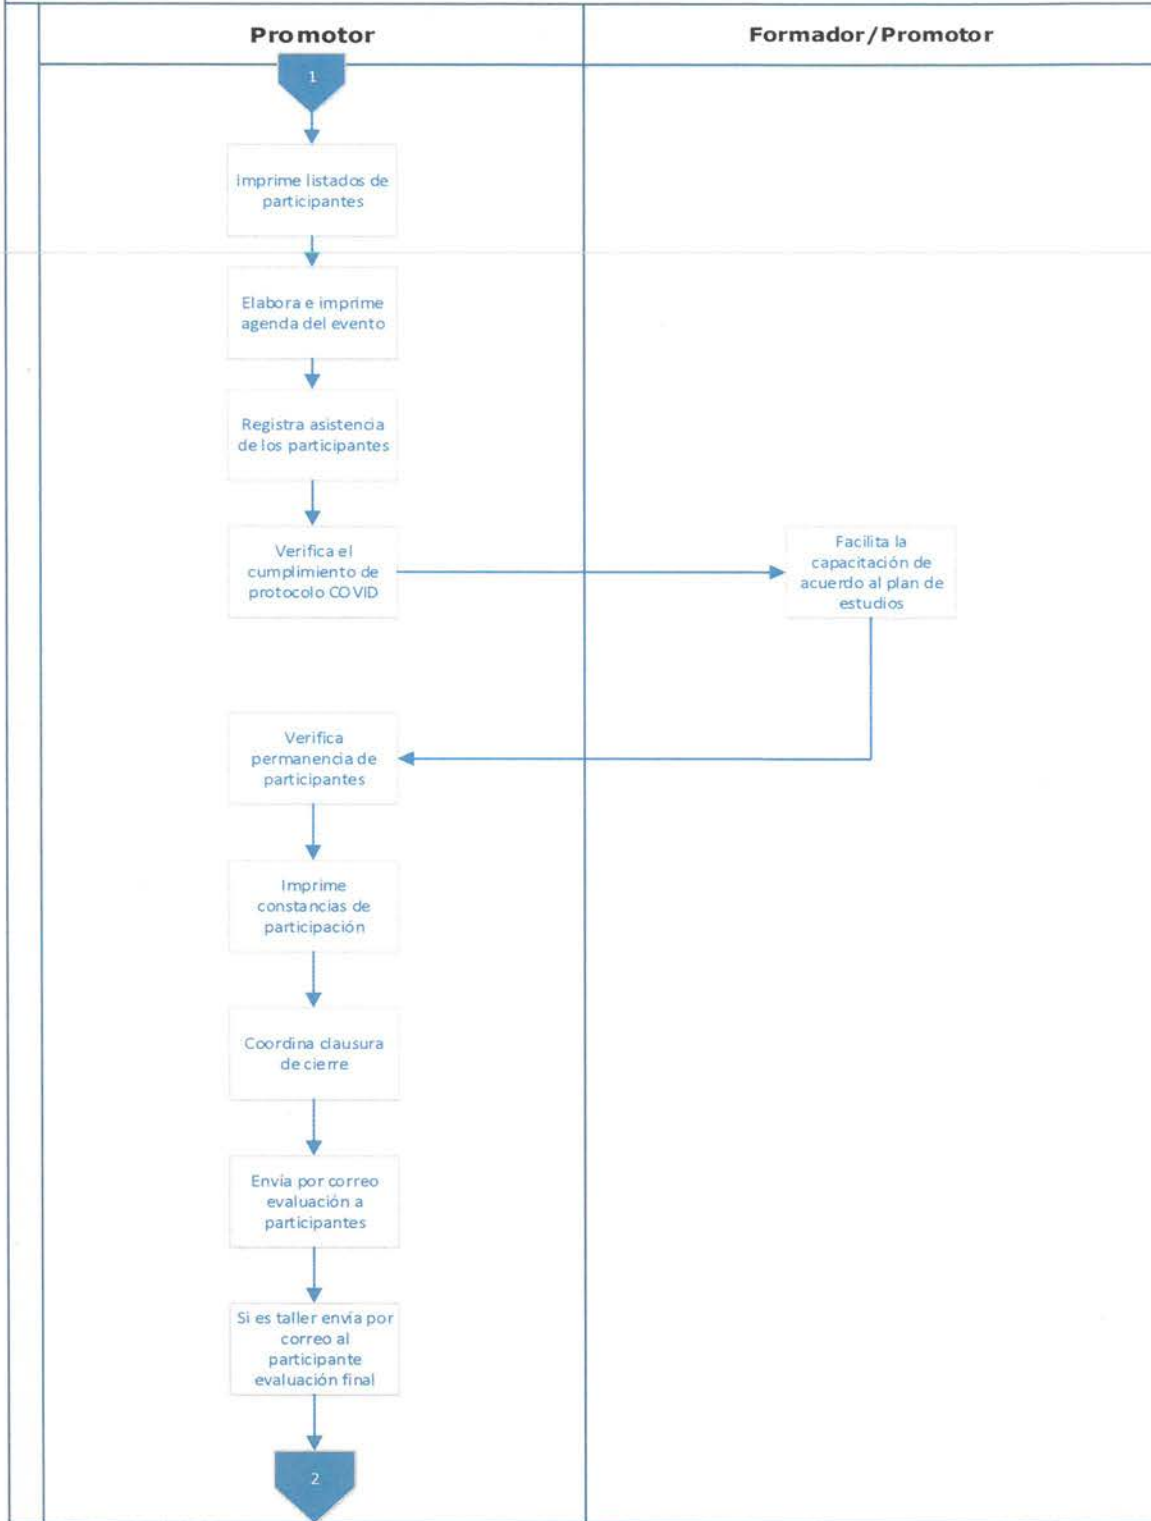 Promotor
Formador/Promotor
1
Imprime listados de
participantes
Elabora e imprime
agenda del evento
Registra asistencia
de los participantes
Verifica el
cumplimiento de
protocolo COVID
Facilita la
capacitación de
acuerdo al plan de
estudios
Verifica
permanencia de
participantes
Imprime
constancias de
participación
Coordina clausura
de cierre
Envía por correo
evaluación a
participantes
Si es taller envía por
correo al
participante
evaluación final
2